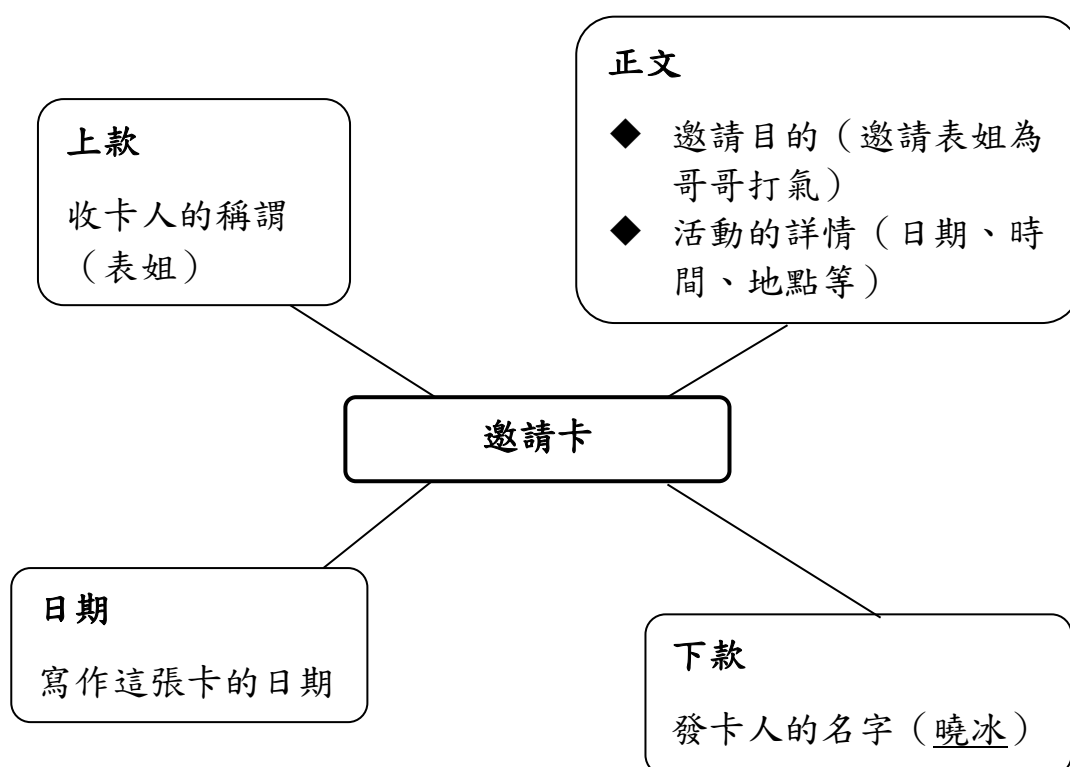 上款
收卡人的稱謂
（表姐）
正文
◆ 邀請目的（邀請表姐為
哥哥打氣）
◆ 活動的詳情（日期、時
間、地點等）
邀請卡
日期
寫作這張卡的日期
下款
發卡人的名字（曉冰）